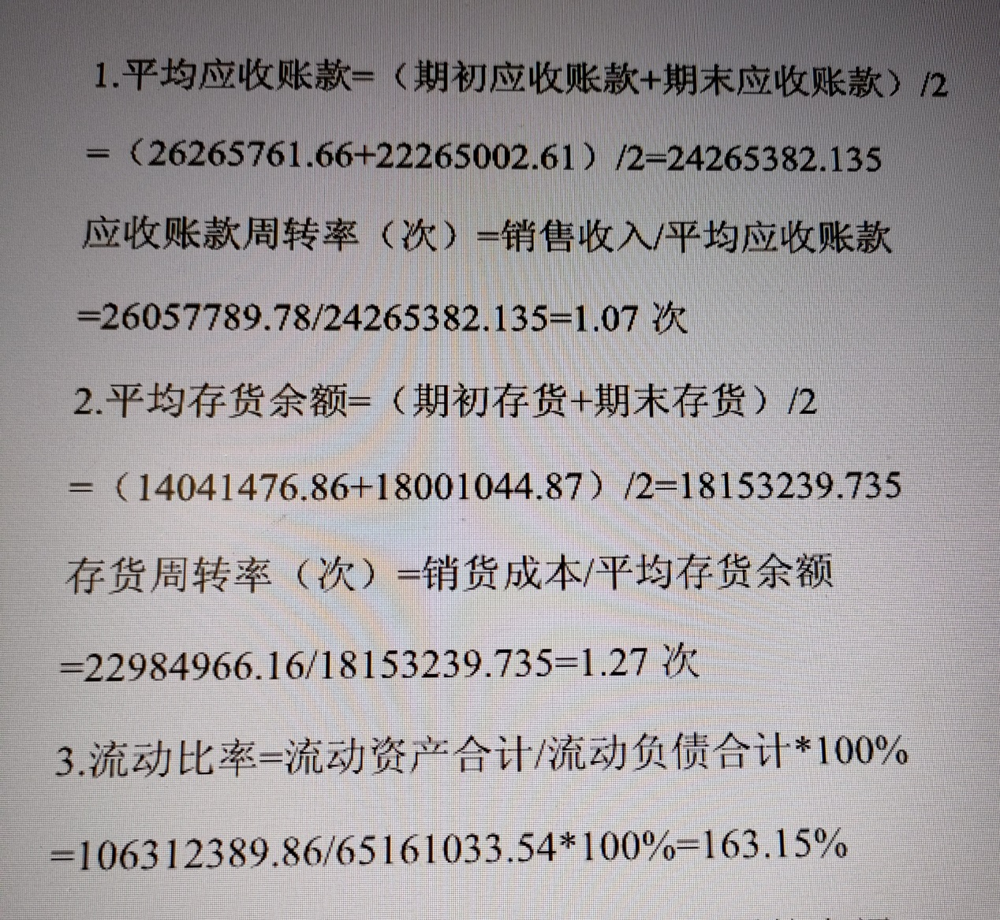 1.平均应收账款=（期初应收账款+期末应收账款）/2
=（26265761.66+22265002.61）/2=24265382.135
应收账款周转率（次）=销售收入/平均应收账款
=26057789.78/24265382.135=1.07 次
2.平均存货余额=（期初存货+期末存货）/2
=（14041476.86+18001044.87）/2=18153239.735
存货周转率（次）=销货成本/平均存货余额
=22984966.16/18153239.735=1.27 次
3.流动比率=流动资产合计/流动负债合计*100%
=106312389.86/65161033.54*100%=163.15%